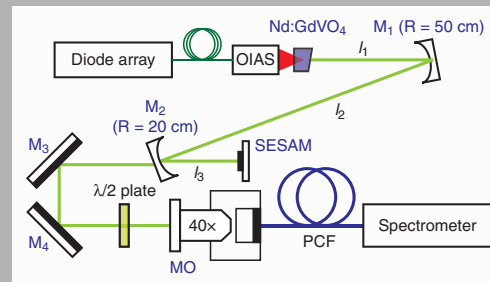 Nd:GdVO₄
M₁ (R = 50 cm)
Diode array
OIAS
l₁
l₂
M₂
(R = 20 cm)
M₃
SESAM
l₃
λ/2 plate
M₄
40×
MO
PCF
Spectrometer